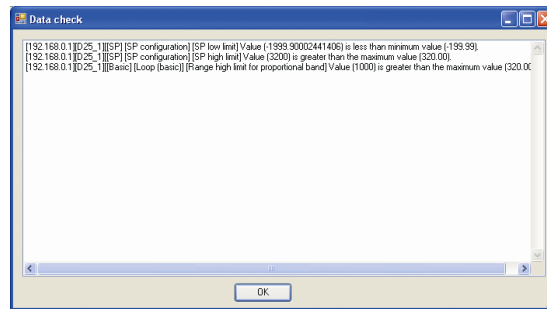 Data check
[192.168.0.1][D25_1][[SP] [SP configuration] [SP low limit] Value (-1999.90002441406) is less than minimum value (-199.99).
[192.168.0.1][D25_1][[SP] [SP configuration] [SP high limit] Value (3200) is greater than the maximum value (320.00).
[192.168.0.1][D25_1][[Basic] [Loop (basic)] [Range high limit for proportional band] Value (1000) is greater than the maximum value (320.00
OK